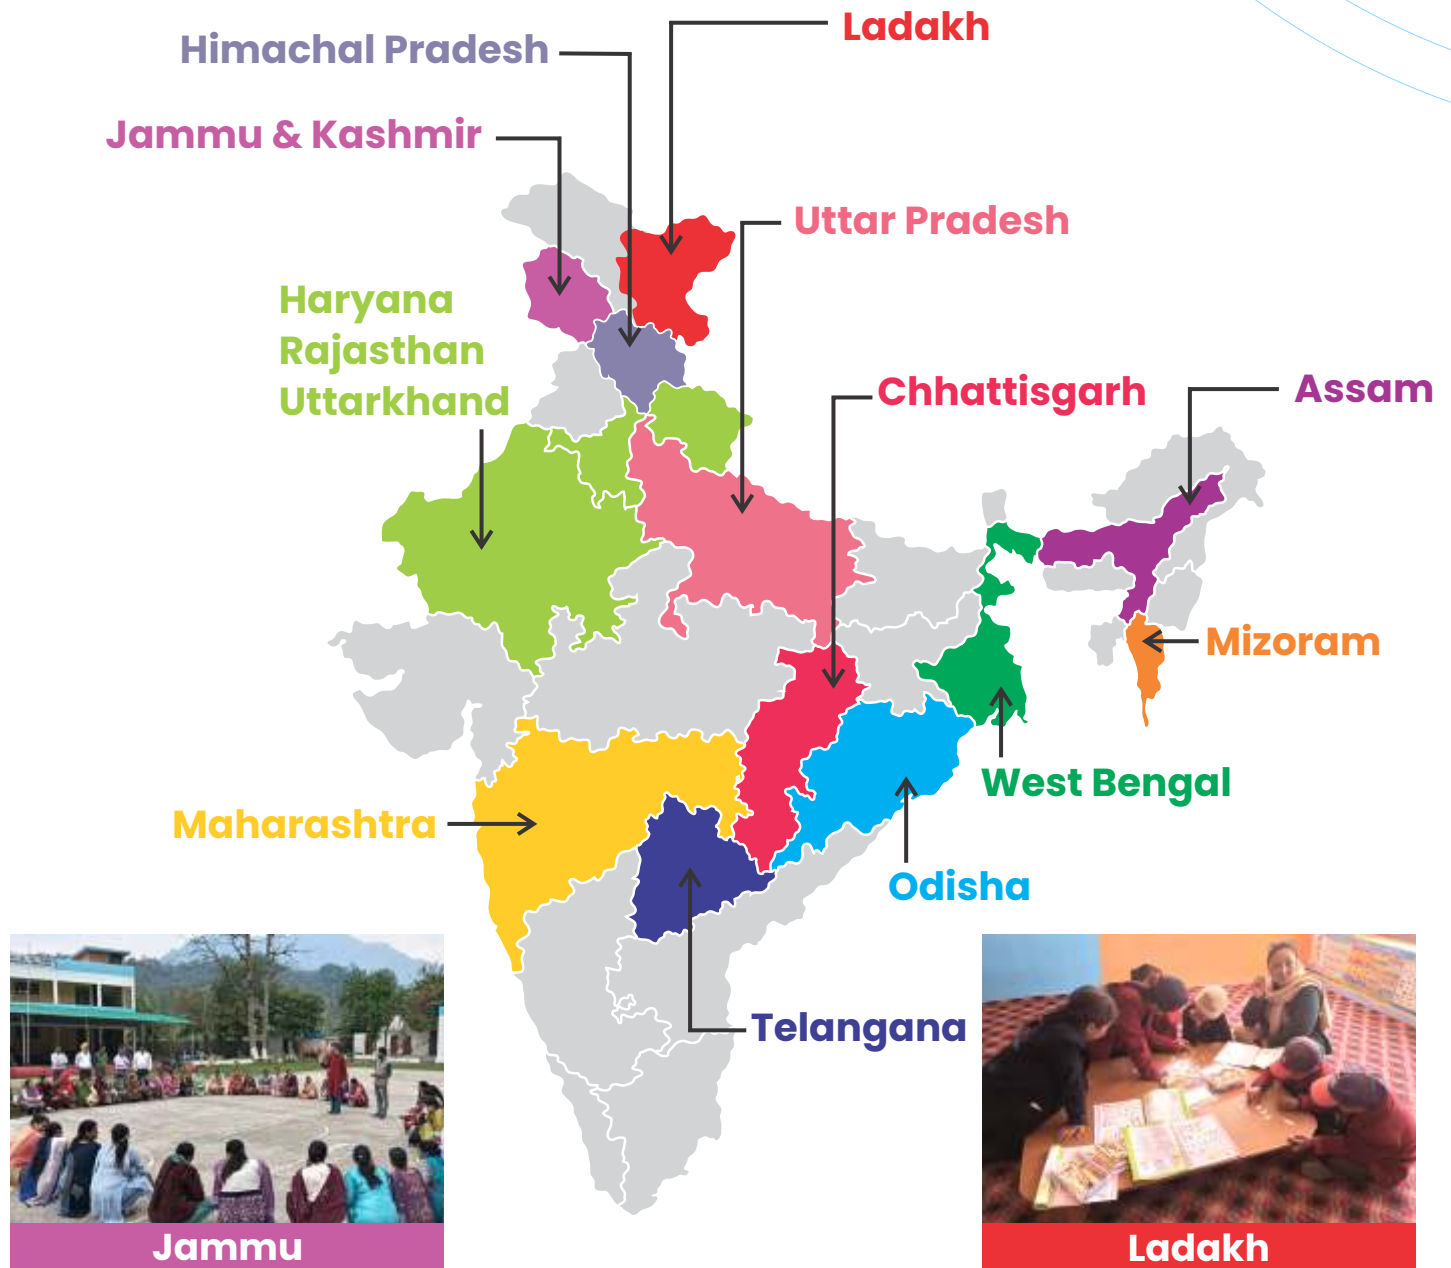 Ladakh
Himachal Pradesh
Jammu & Kashmir
Uttar Pradesh
Haryana
Rajasthan
Uttarkhand
Chhattisgarh
Assam
Mizoram
West Bengal
Maharashtra
Odisha
Telangana
Jammu
Ladakh